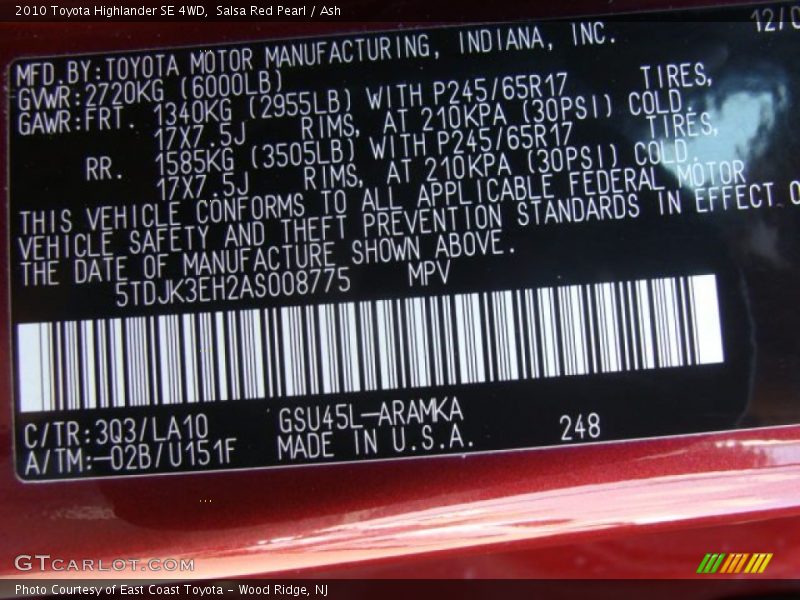 2010 Toyota Highlander SE 4WD, Salsa Red Pearl / Ash
12/0
MFD.BY:TOYOTA MOTOR MANUFACTURING, INDIANA, INC.
GVWR:2720KG (6000LB)
GAWR:FRT. 1340KG (2955LB) WITH P245/65R17 TIRES,
17X7.5J RIMS, AT 210KPA (30PSI) COLD.
RR. 1585KG (3505LB) WITH P245/65R17 TIRES,
17X7.5J RIMS, AT 210KPA (30PSI) COLD.
THIS VEHICLE CONFORMS TO ALL APPLICABLE FEDERAL MOTOR
VEHICLE SAFETY AND THEFT PREVENTION STANDARDS IN EFFECT O
THE DATE OF MANUFACTURE SHOWN ABOVE.
5TDJK3EH2AS008775 MPV
C/TR:3Q3/LA10 GSU45L-ARAMKA 248
A/TM:-02B/U151F MADE IN U.S.A.
GTCARLOT.COM
Photo Courtesy of East Coast Toyota - Wood Ridge, NJ